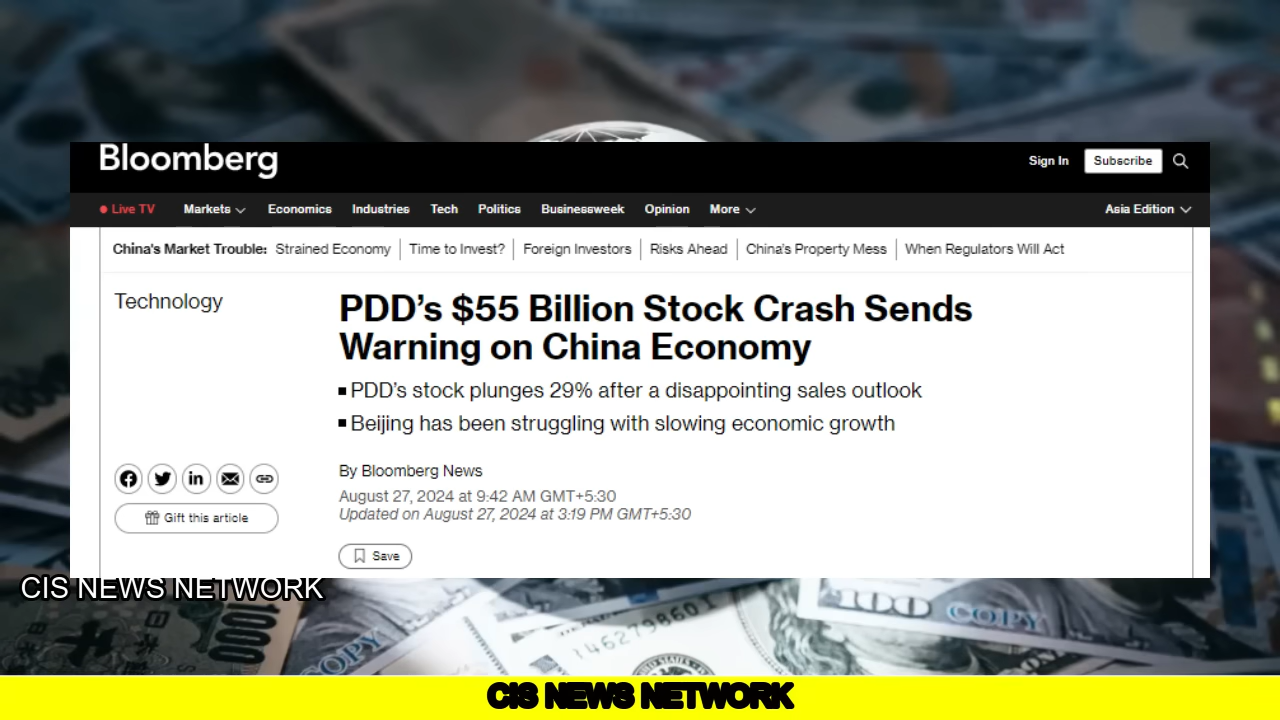 Bloomberg
Sign In Subscribe
Live TV Markets Economics Industries Tech Politics Businessweek Opinion More Asia Edition
China's Market Trouble: Strained Economy Time to Invest? Foreign Investors Risks Ahead China's Property Mess When Regulators Will Act
Technology
PDD's $55 Billion Stock Crash Sends
Warning on China Economy
PDD's stock plunges 29% after a disappointing sales outlook
Beijing has been struggling with slowing economic growth
By Bloomberg News
August 27, 2024 at 9:42 AM GMT+5:30
Updated on August 27, 2024 at 3:19 PM GMT+5:30
Gift this article
Save
CIS NEWS NETWORK
1000
COPY
1462798601
100 COPY
CIS NEWS NETWORK